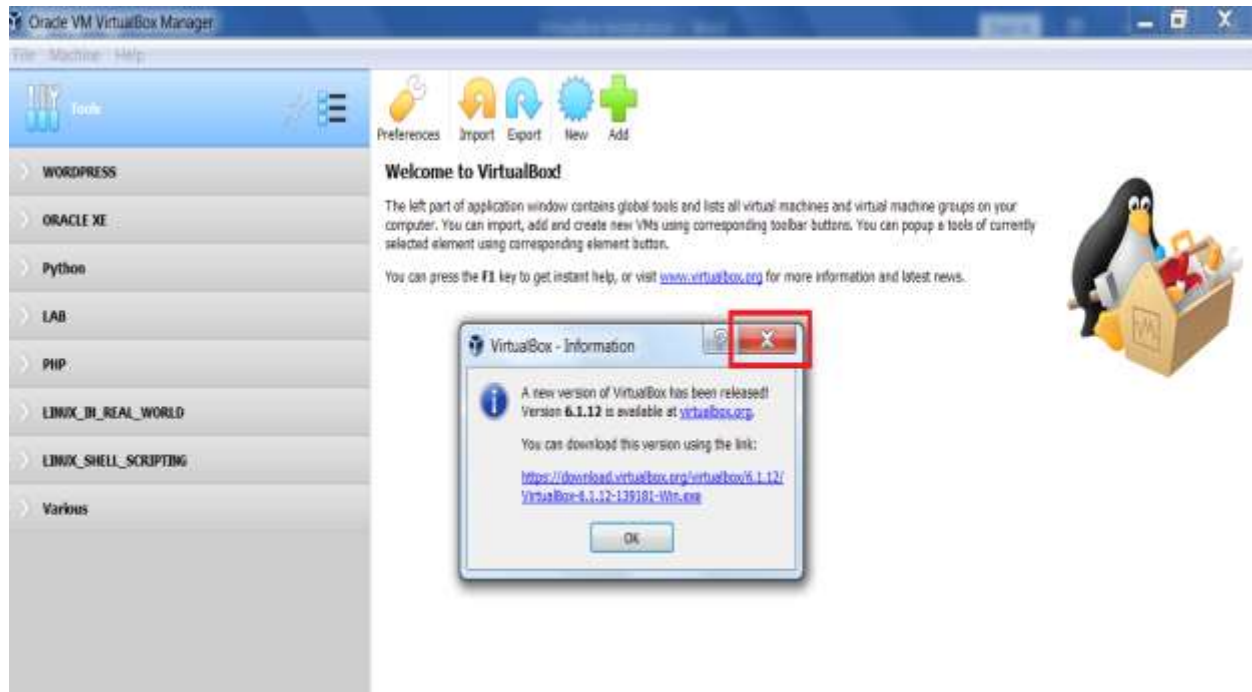 Oracle VM VirtualBox Manager
File Machine Help
Tools
Preferences Import Export New Add
WORDPRESS
ORACLE XE
Python
LAB
PHP
LINUX_IN_REAL_WORLD
LINUX_SHELL_SCRIPTING
Various
Welcome to VirtualBox!
The left part of application window contains global tools and lists all virtual machines and virtual machine groups on your
computer. You can import, add and create new VMs using corresponding toolbar buttons. You can popup a tools of currently
selected element using corresponding element button.
You can press the F1 key to get instant help, or visit www.virtualbox.org for more information and latest news.
VirtualBox - Information
A new version of VirtualBox has been released!
Version 6.1.12 is available at virtualbox.org.
You can download this version using the link:
https://download.virtualbox.org/virtualbox/6.1.12/
VirtualBox-6.1.12-139181-Win.exe
OK